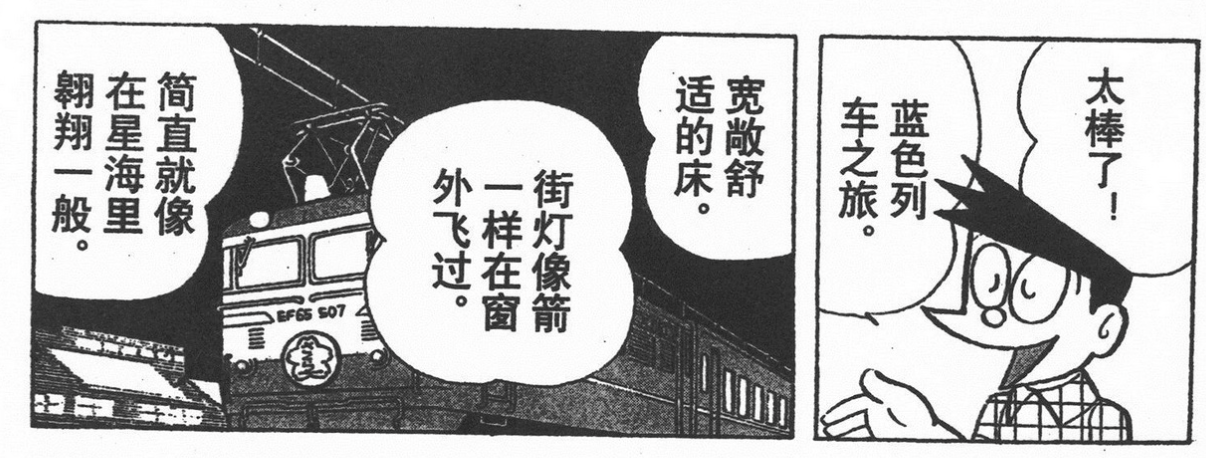 太棒了!
蓝色列
车之旅。
宽敞舒
适的床。
街灯像箭
一样在窗
外飞过。
简直就像
在星海里
翱翔一般。
EF65 507